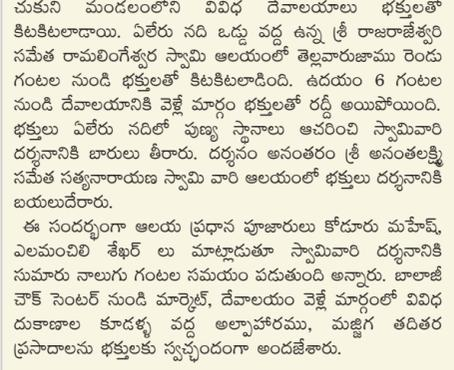 చుకుని మండలంలోని వివిధ దేవాలయాలు భక్తులతో
కిటకిటలాడాయి. ఏలేరు నది ఒడ్డు వద్ద ఉన్న శ్రీ రాజరాజేశ్వరి
సమేత రామలింగేశ్వర స్వామి ఆలయంలో తెల్లవారుజాము రెండు
గంటల నుండి భక్తులతో కిటకిటలాడింది. ఉదయం 6 గంటల
నుండి దేవాలయానికి వెళ్లే మార్గం భక్తులతో రద్దీ అయిపోయింది.
భక్తులు ఏలేరు నదిలో పుణ్య స్థానాలు ఆచరించి స్వామివారి
దర్శనానికి బారులు తీరారు. దర్శనం అనంతరం శ్రీ అనంతలక్ష్మి
సమేత సత్యనారాయణ స్వామి వారి ఆలయంలో భక్తులు దర్శనానికి
బయలుదేరారు.
ఈ సందర్భంగా ఆలయ ప్రధాన పూజారులు కోడూరు మహేష్,
ఎలమంచిలి శేఖర్ లు మాట్లాడుతూ స్వామివారి దర్శనానికి
సుమారు నాలుగు గంటల సమయం పడుతుంది అన్నారు. బాలాజీ
చౌక్ సెంటర్ నుండి మార్కెట్, దేవాలయం వెళ్లే మార్గంలో వివిధ
దుకాణాల కూడళ్ళ వద్ద అల్పాహారము, మజ్జిగ తదితర
ప్రసాదాలను భక్తులకు స్వచ్ఛందంగా అందజేశారు.